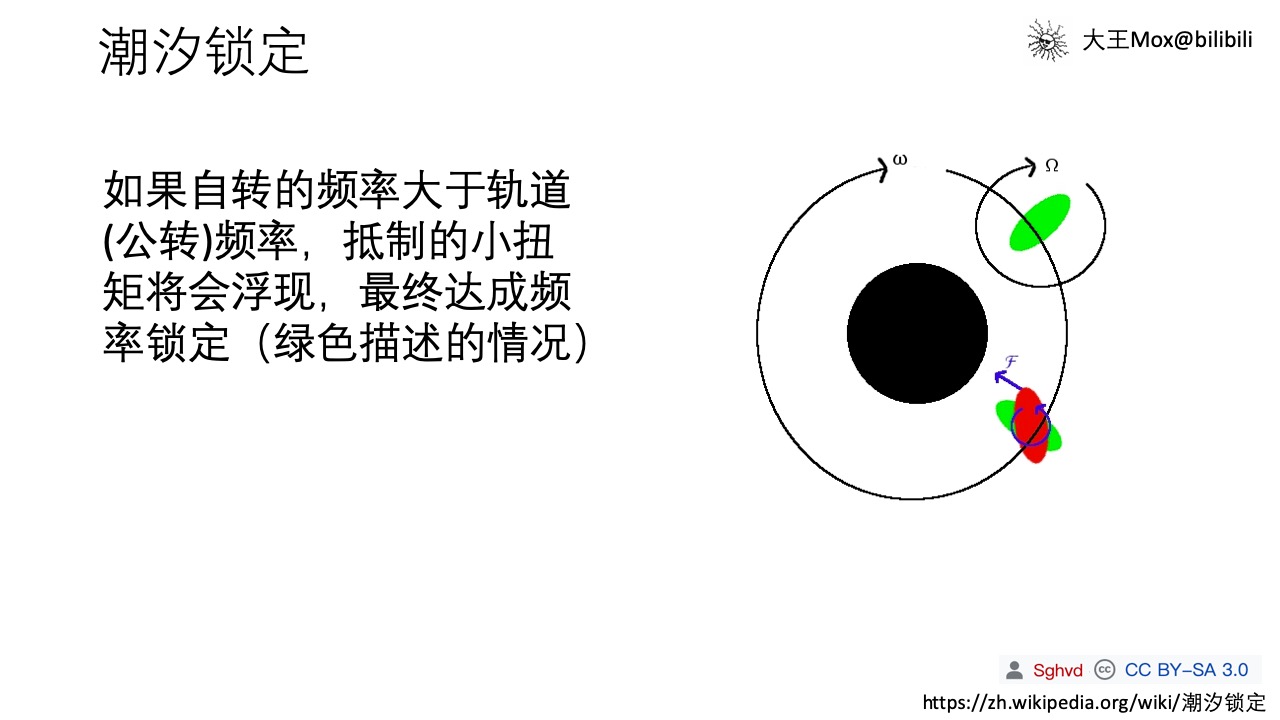 潮汐锁定
大王Mox@bilibili
如果自转的频率大于轨道
(公转)频率，抵制的小扭
矩将会浮现，最终达成频
率锁定（绿色描述的情况）
ω
Ω
ℱ
Sghvd cc CC BY–SA 3.0
https://zh.wikipedia.org/wiki/潮汐锁定